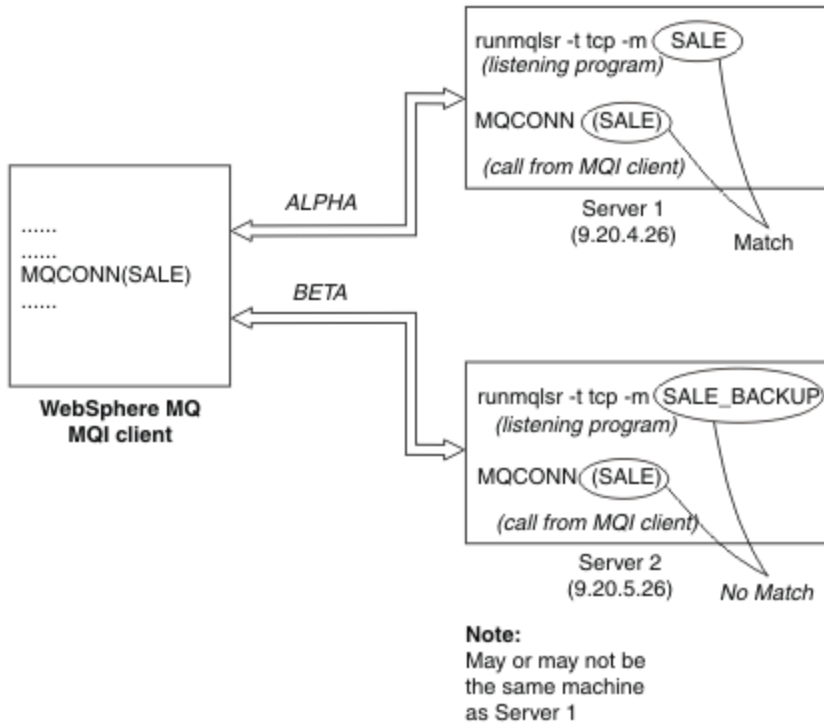 runmqlsr -t tcp -m SALE
(listening program)
MQCONN (SALE)
(call from MQI client)
Server 1
(9.20.4.26)
Match
ALPHA
......
......
MQCONN(SALE)
......
BETA
WebSphere MQ
MQI client
runmqlsr -t tcp -m SALE_BACKUP
(listening program)
MQCONN (SALE)
(call from MQI client)
Server 2
(9.20.5.26)
No Match
Note:
May or may not be
the same machine
as Server 1